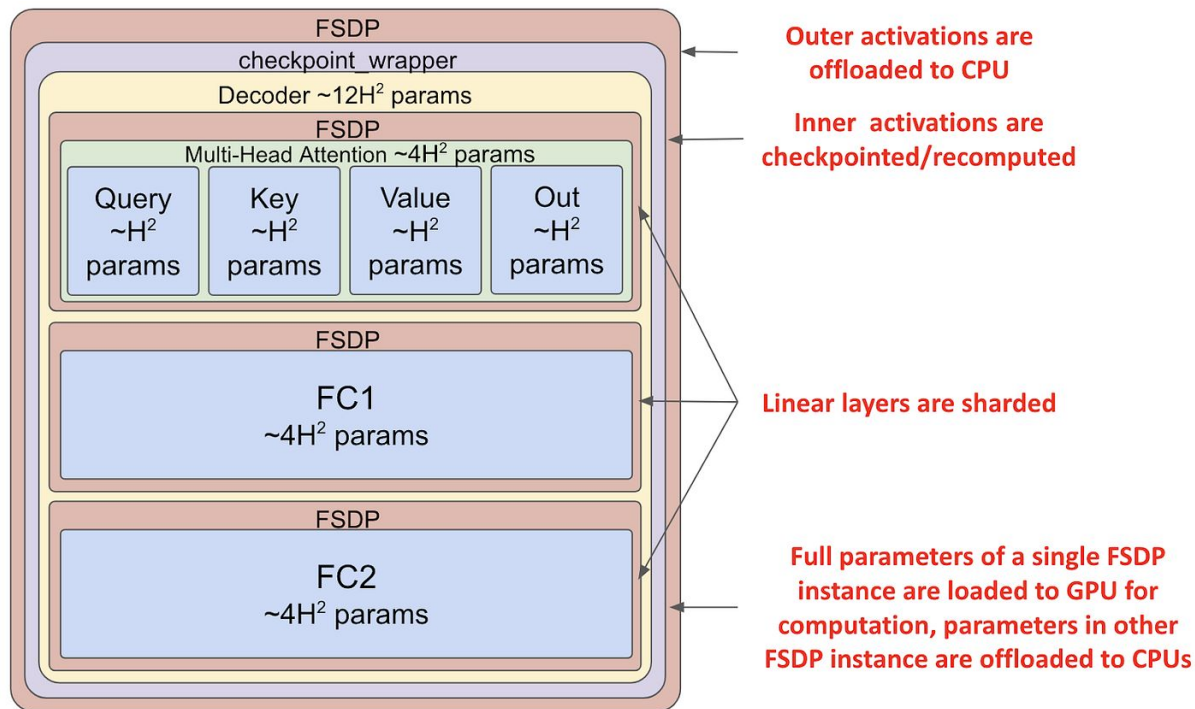 FSDP
checkpoint_wrapper
Decoder ~12H² params
FSDP
Multi-Head Attention ~4H² params
Query
~H²
params
Key
~H²
params
Value
~H²
params
Out
~H²
params
FSDP
FC1
~4H² params
FSDP
FC2
~4H² params
Outer activations are
offloaded to CPU
Inner activations are
checkpointed/recomputed
Linear layers are sharded
Full parameters of a single FSDP
instance are loaded to GPU for
computation, parameters in other
FSDP instance are offloaded to CPUs